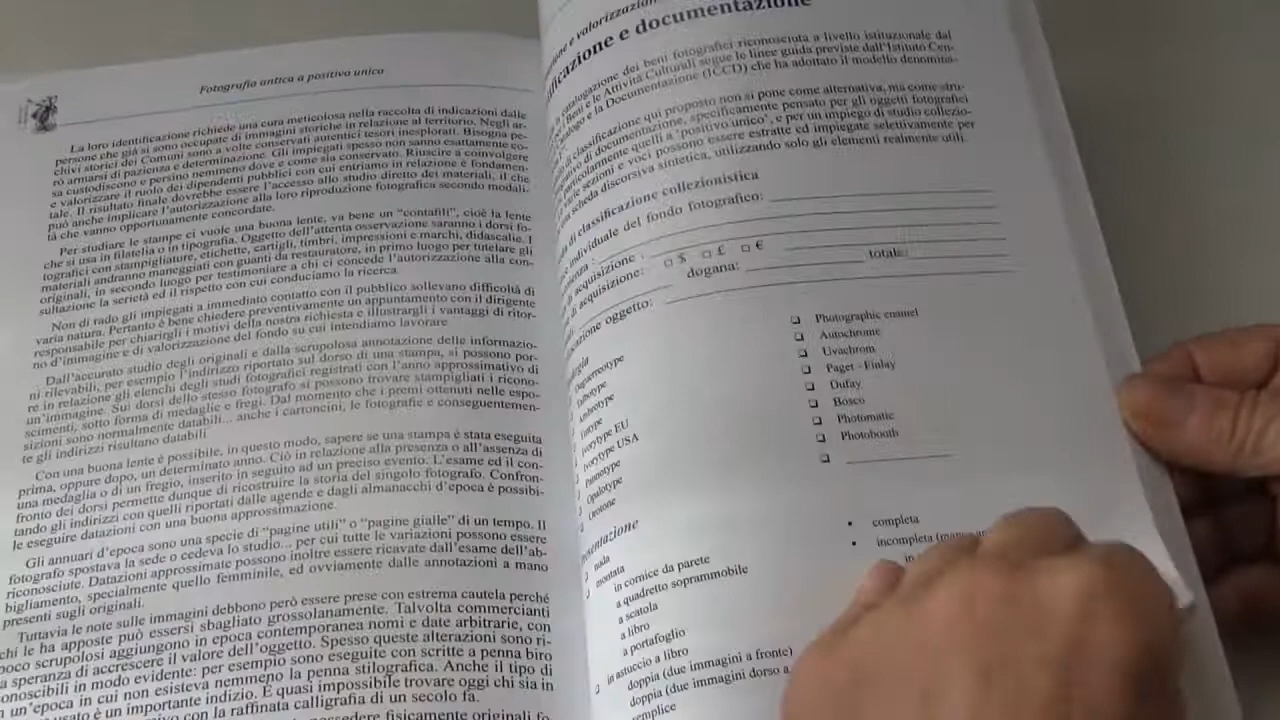 Fotografia antica a positivo unico
La loro identificazione richiede una cura meticolosa nella raccolta di indicazioni dalle
persone che già si sono occupate di immagini storiche in relazione al territorio. Negli ar-
chivi storici dei Comuni sono a volte conservati autentici tesori inesplorati. Bisogna pe-
rò armarsi di pazienza e determinazione. Gli impiegati spesso non sanno esattamente co-
sa custodiscono e persino nemmeno dove e come sia conservato. Riuscire a coinvolgere
e valorizzare il ruolo dei dipendenti pubblici con cui entriamo in relazione è fondamen-
tale. Il risultato finale dovrebbe essere l'accesso allo studio diretto dei materiali, il che
può anche implicare l'autorizzazione alla loro riproduzione fotografica secondo modali-
tà che vanno opportunamente concordate.
Per studiare le stampe ci vuole una buona lente, va bene un "contafili", cioè la lente
che si usa in filatelia o in tipografia. Oggetto dell'attenta osservazione saranno i dorsi fo-
tografici con stampigliature, etichette, cartigli, timbri, impressioni e marchi, didascalie. I
materiali andranno maneggiati con guanti da restauratore, in primo luogo per tutelare gli
originali, in secondo luogo per testimoniare a chi ci concede l'autorizzazione alla con-
sultazione la serietà ed il rispetto con cui conduciamo la ricerca.
Non di rado gli impiegati a immediato contatto con il pubblico sollevano difficoltà di
varia natura. Pertanto è bene chiedere preventivamente un appuntamento con il dirigente
responsabile per chiarirgli i motivi della nostra richiesta e illustrargli i vantaggi di ritor-
no d'immagine e di valorizzazione del fondo su cui intendiamo lavorare
Dall'accurato studio degli originali e dalla scrupolosa annotazione delle informazio-
ni rilevabili, per esempio l'indirizzo riportato sul dorso di una stampa, si possono por-
re in relazione gli elenchi degli studi fotografici registrati con l'anno approssimativo di
un'immagine. Sui dorsi dello stesso fotografo si possono trovare stampigliati i ricono-
scimenti, sotto forma di medaglie e fregi. Dal momento che i premi ottenuti nelle espo-
sizioni sono normalmente databili... anche i cartoncini, le fotografie e conseguentemen-
te gli indirizzi risultano databili
Con una buona lente è possibile, in questo modo, sapere se una stampa è stata eseguita
prima, oppure dopo, un determinato anno. Ciò in relazione alla presenza o all'assenza di
una medaglia o di un fregio, inserito in seguito ad un preciso evento. L'esame ed il con-
fronto dei dorsi permette dunque di ricostruire la storia del singolo fotografo. Confron-
tando gli indirizzi con quelli riportati dalle agende e dagli almanacchi d'epoca è possibi-
le eseguire datazioni con una buona approssimazione.
Gli annuari d'epoca sono una specie di "pagine utili" o "pagine gialle" di un tempo. Il
fotografo spostava la sede o cedeva lo studio... per cui tutte le variazioni possono essere
riconosciute. Datazioni approssimate possono inoltre essere ricavate dall'esame dell'ab-
bigliamento, specialmente quello femminile, ed ovviamente dalle annotazioni a mano
presenti sugli originali.
Tuttavia le note sulle immagini debbono però essere prese con estrema cautela perché
chi le ha apposte può essersi sbagliato grossolanamente. Talvolta commercianti
poco scrupolosi aggiungono in epoca contemporanea nomi e date arbitrarie, con
a speranza di accrescere il valore dell'oggetto. Spesso queste alterazioni sono ri-
onoscibili in modo evidente: per esempio sono eseguite con scritte a penna biro
n un'epoca in cui non esisteva nemmeno la penna stilografica. Anche il tipo di
usato è un importante indizio. È quasi impossibile trovare oggi chi sia in
con la raffinata calligrafia di un secolo fa.
possedere fisicamente originali fo
e valorizzazione
ificazione e documentazione
catalogazione dei beni fotografici riconosciuta a livello istituzionale dal
Beni e le Attività Culturali segue le linee guida previste dall'Istituto Cen-
e la Documentazione (ICCD) che ha adottato il modello denomina-
di classificazione qui proposto non si pone come alternativa, ma come stru-
di documentazione, specificamente pensato per gli oggetti fotografici
particolarmente quelli a 'positivo unico', e per un impiego di studio collezio-
varie sezioni e voci possono essere estratte ed impiegate selettivamente per
una scheda discorsiva sintetica, utilizzando solo gli elementi realmente utili.
di classificazione collezionistica
individuale del fondo fotografico:
acquisizione
di acquisizione: $ £ €
dogana: totale:
oggetto:
Ambrotype
Ivorytype EU
Ivorytype USA
Opalotype
Orotone
Photographic enamel
Autochrome
Uvachrom
Paget - Finlay
Dufay
Bosco
Photomatic
Photobooth
nuda
montata
in cornice da parete
a quadretto soprammobile
a scatola
a libro
a portafoglio
in astuccio a libro
doppia (due immagini a fronte)
doppia (due immagini dorso a
semplice
completa
incompleta